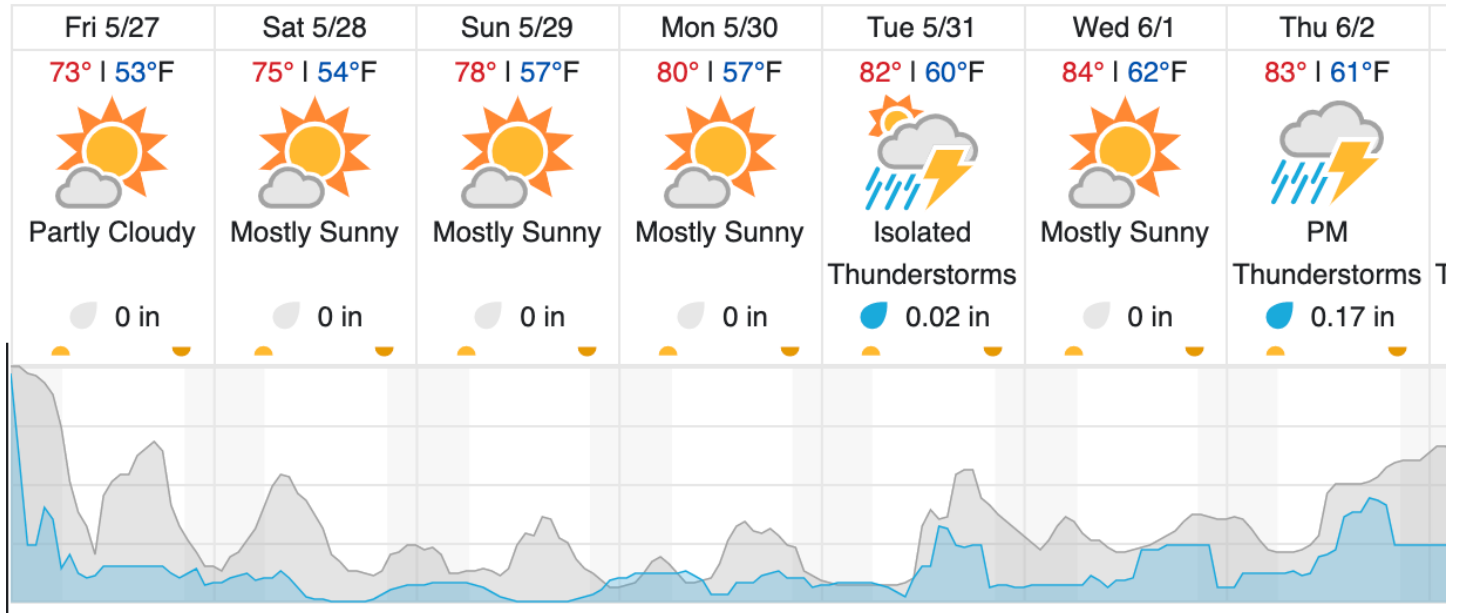 Fri 5/27 Sat 5/28 Sun 5/29 Mon 5/30 Tue 5/31 Wed 6/1 Thu 6/2
73° | 53°F 75° | 54°F 78° | 57°F 80° | 57°F 82° | 60°F 84° | 62°F 83° | 61°F
Partly Cloudy Mostly Sunny Mostly Sunny Mostly Sunny Isolated Mostly Sunny PM
Thunderstorms Thunderstorms T
0 in 0 in 0 in 0 in 0.02 in 0 in 0.17 in